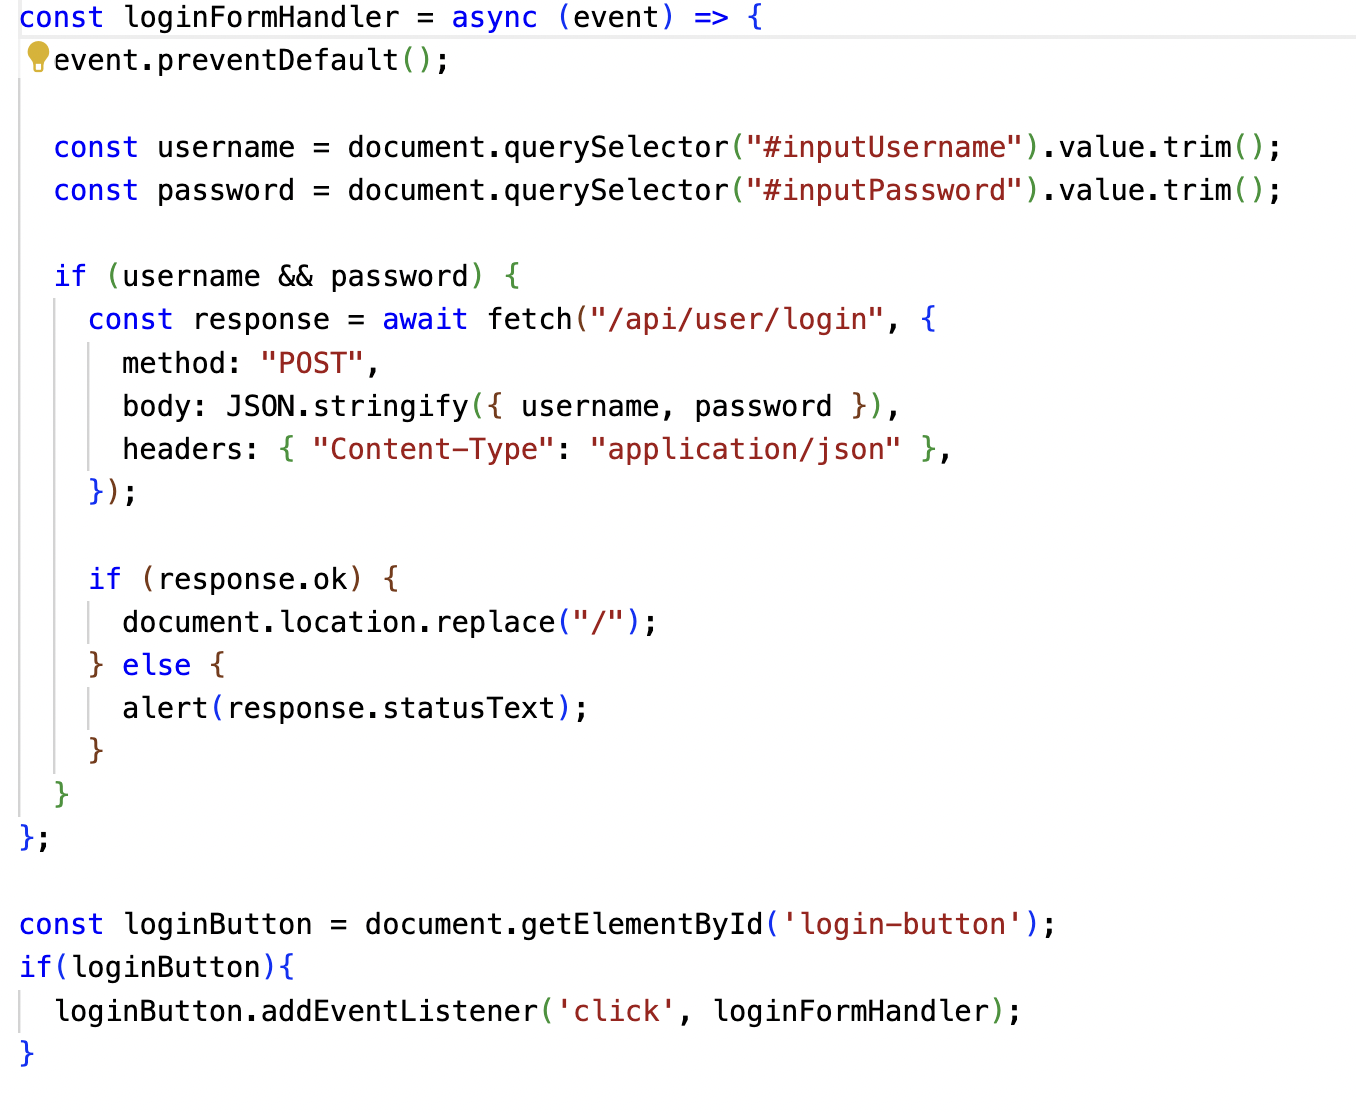 const loginFormHandler = async (event) => {
  event.preventDefault();

  const username = document.querySelector("#inputUsername").value.trim();
  const password = document.querySelector("#inputPassword").value.trim();

  if (username && password) {
    const response = await fetch("/api/user/login", {
      method: "POST",
      body: JSON.stringify({ username, password }),
      headers: { "Content-Type": "application/json" },
    });

    if (response.ok) {
      document.location.replace("/");
    } else {
      alert(response.statusText);
    }
  }
};

const loginButton = document.getElementById('login-button');
if(loginButton){
  loginButton.addEventListener('click', loginFormHandler);
}